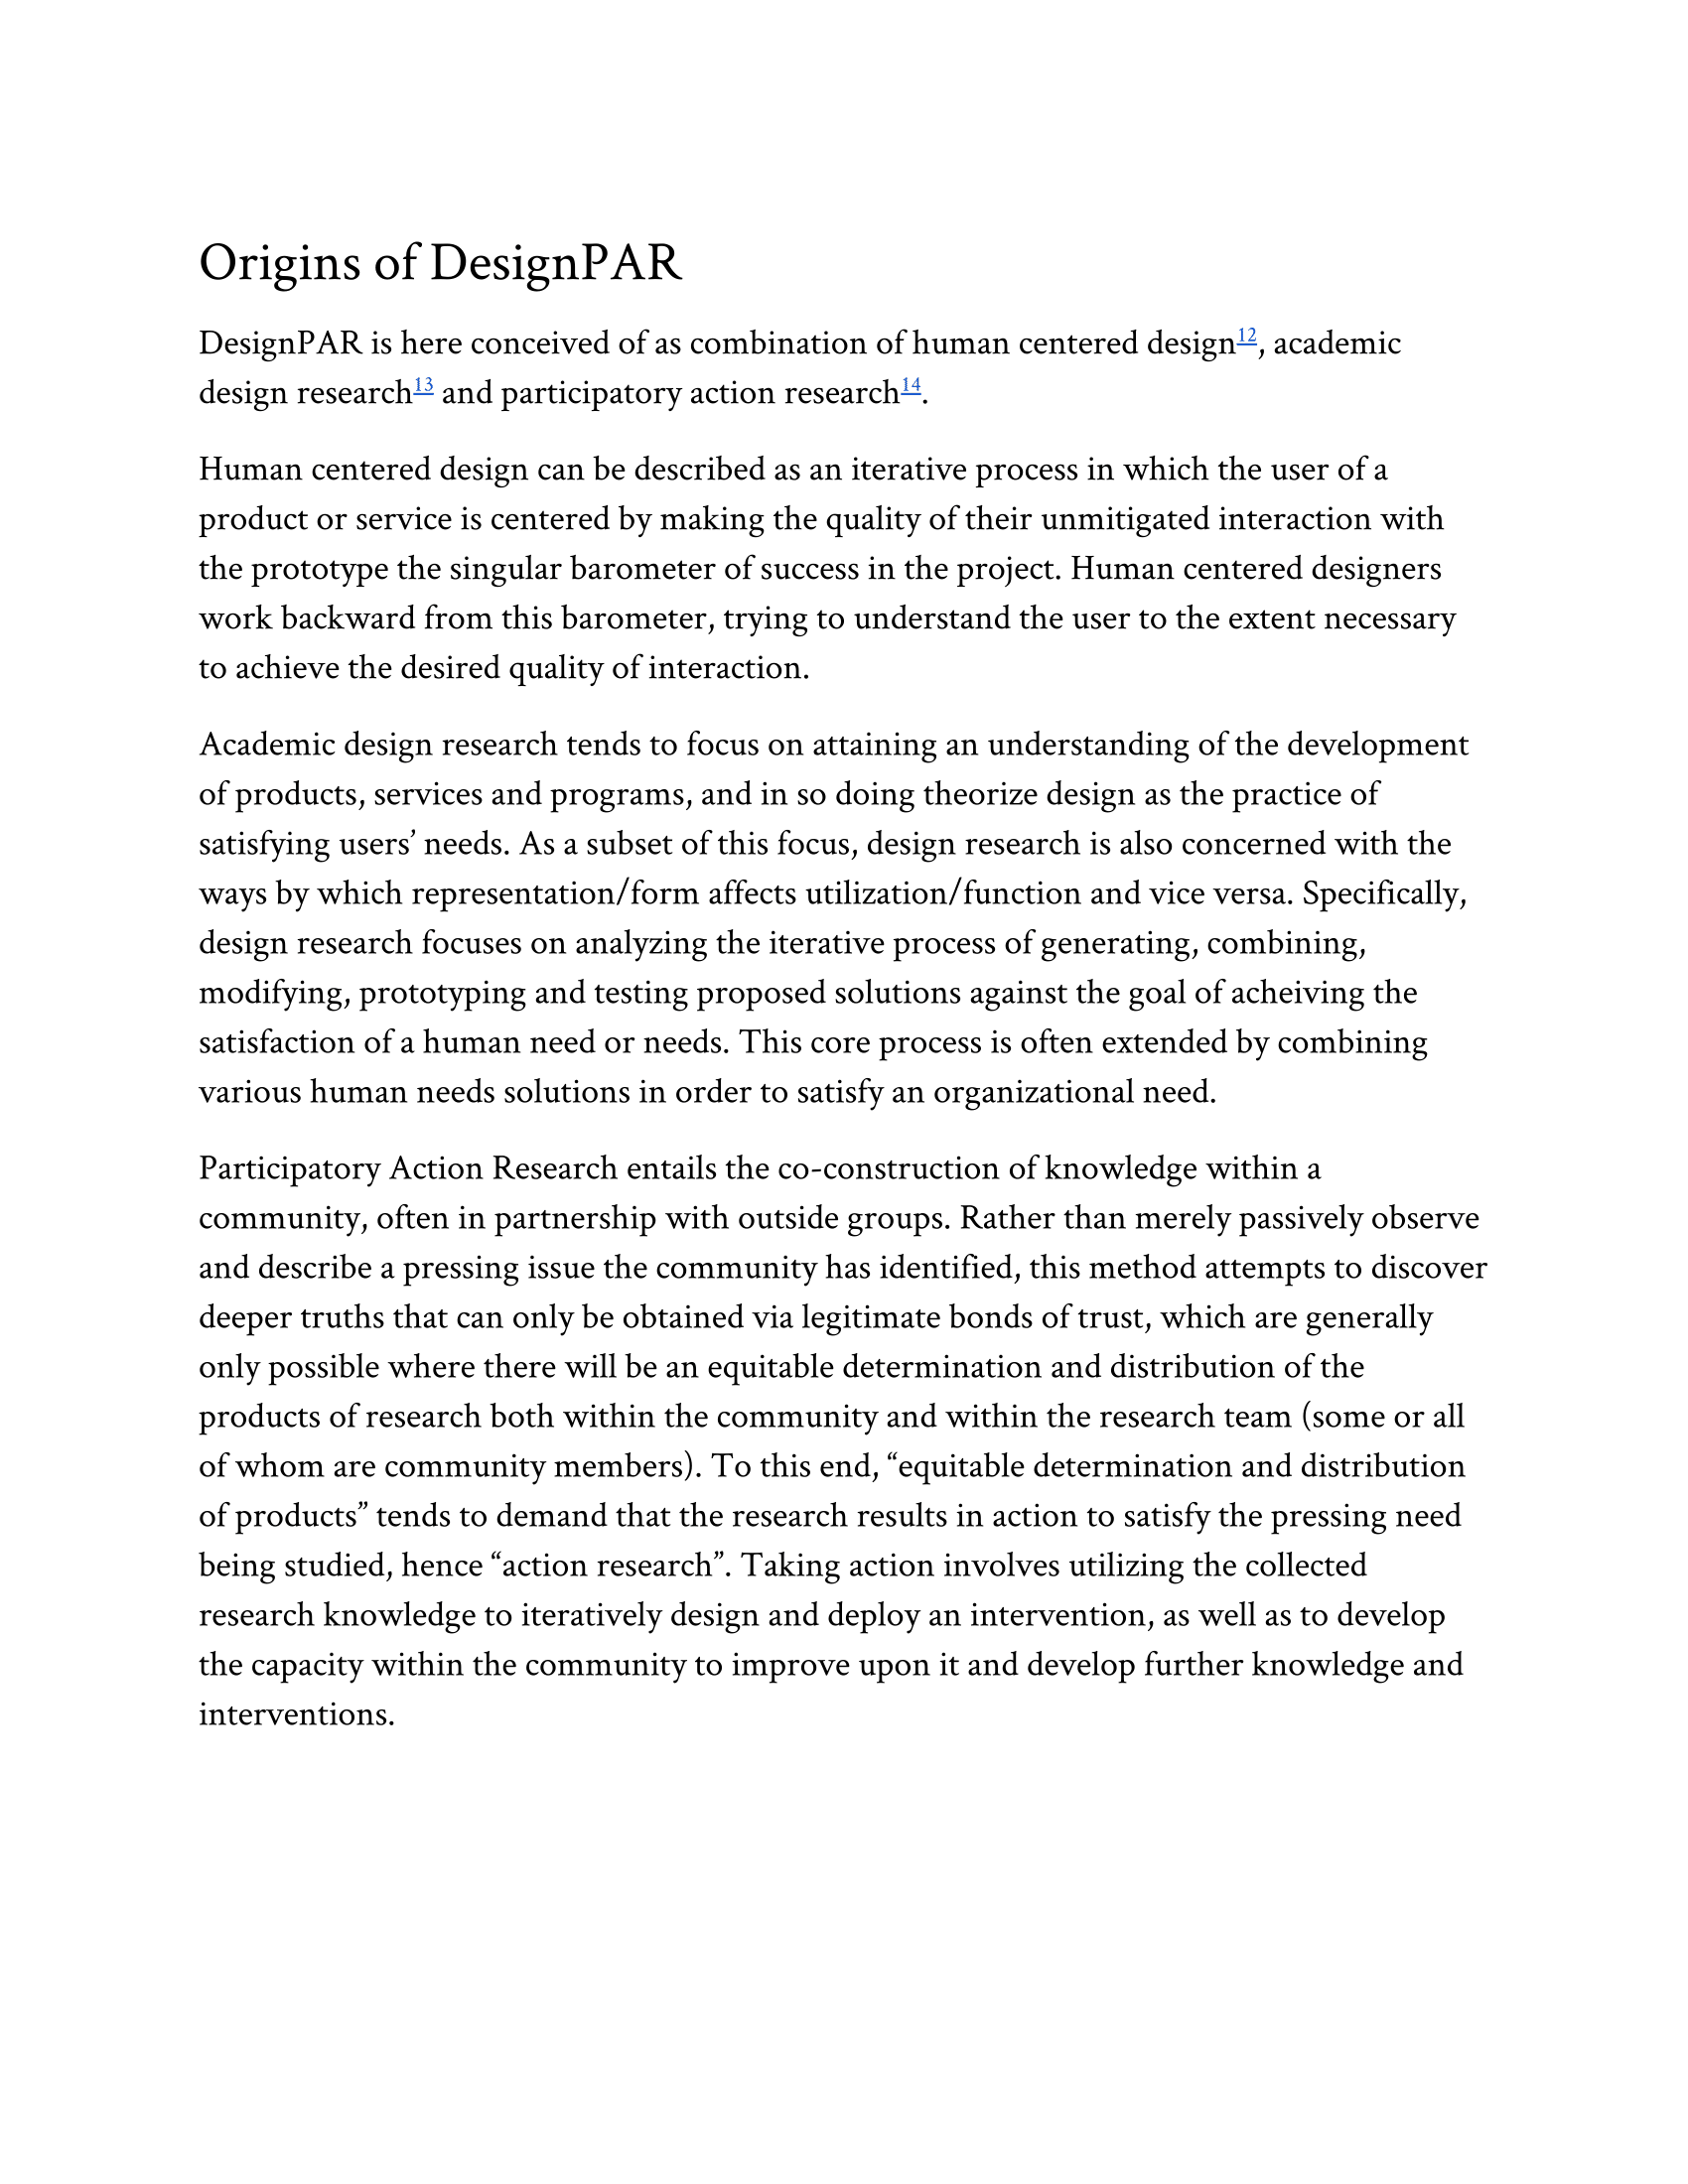 Origins of DesignPAR
DesignPAR is here conceived of as combination of human centered design12, academic
design research13 and participatory action research14.
Human centered design can be described as an iterative process in which the user of a
product or service is centered by making the quality of their unmitigated interaction with
the prototype the singular barometer of success in the project. Human centered designers
work backward from this barometer, trying to understand the user to the extent necessary
to achieve the desired quality of interaction.
Academic design research tends to focus on attaining an understanding of the development
of products, services and programs, and in so doing theorize design as the practice of
satisfying users’ needs. As a subset of this focus, design research is also concerned with the
ways by which representation/form affects utilization/function and vice versa. Specifically,
design research focuses on analyzing the iterative process of generating, combining,
modifying, prototyping and testing proposed solutions against the goal of acheiving the
satisfaction of a human need or needs. This core process is often extended by combining
various human needs solutions in order to satisfy an organizational need.
Participatory Action Research entails the co-construction of knowledge within a
community, often in partnership with outside groups. Rather than merely passively observe
and describe a pressing issue the community has identified, this method attempts to discover
deeper truths that can only be obtained via legitimate bonds of trust, which are generally
only possible where there will be an equitable determination and distribution of the
products of research both within the community and within the research team (some or all
of whom are community members). To this end, “equitable determination and distribution
of products” tends to demand that the research results in action to satisfy the pressing need
being studied, hence “action research”. Taking action involves utilizing the collected
research knowledge to iteratively design and deploy an intervention, as well as to develop
the capacity within the community to improve upon it and develop further knowledge and
interventions.